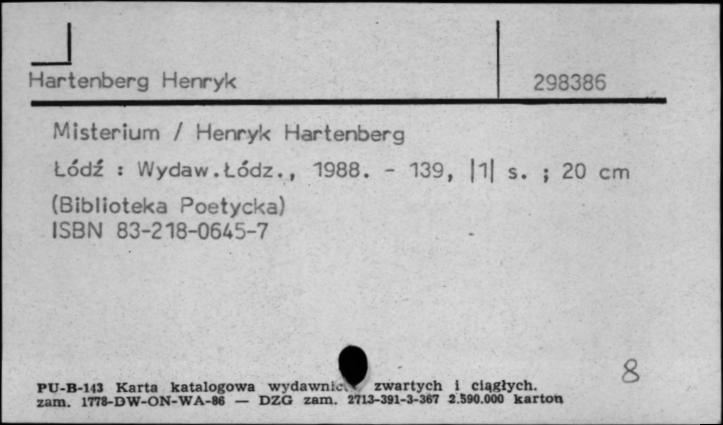 Hartenberg Henryk 298386
Misterium / Henryk Hartenberg
Łódź : Wydaw.Łódz., 1988. - 139, |1| s. ; 20 cm
(Biblioteka Poetycka)
ISBN 83-218-0645-7
8
PU-B-143 Karta katalogowa zwartych i ciągłych.
zam. 1778-DW-ON-WA-86 — DZG zam. 2713-391-3-367 2.590.000 karton